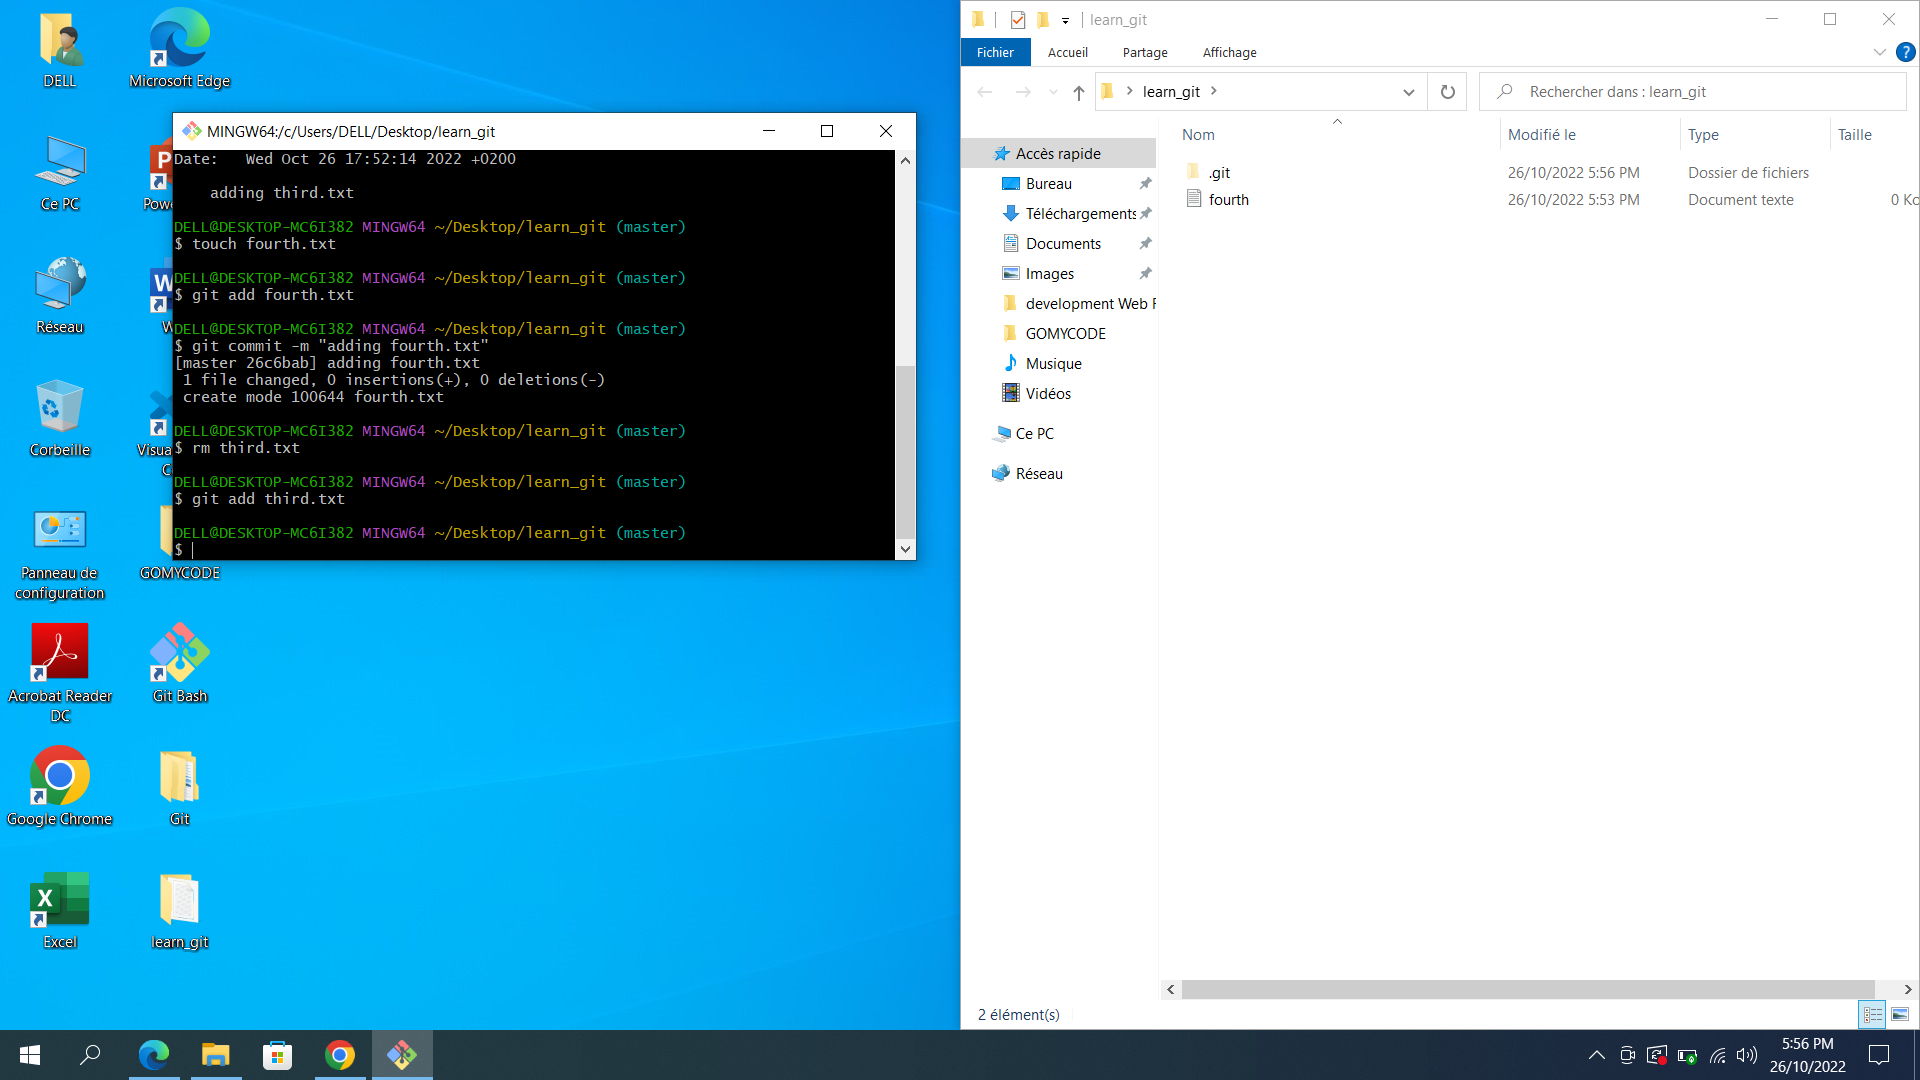 DELL
Microsoft Edge
Ce PC
Réseau
Corbeille
Panneau de
configuration
GOMYCODE
Acrobat Reader
DC
Git Bash
Google Chrome
Git
Excel
learn_git
MINGW64:/c/Users/DELL/Desktop/learn_git
Date:   Wed Oct 26 17:52:14 2022 +0200
adding third.txt
DELL@DESKTOP-MC6I382 MINGW64 ~/Desktop/learn_git (master)
$ touch fourth.txt
DELL@DESKTOP-MC6I382 MINGW64 ~/Desktop/learn_git (master)
$ git add fourth.txt
DELL@DESKTOP-MC6I382 MINGW64 ~/Desktop/learn_git (master)
$ git commit -m "adding fourth.txt"
[master 26c6bab] adding fourth.txt
1 file changed, 0 insertions(+), 0 deletions(-)
create mode 100644 fourth.txt
DELL@DESKTOP-MC6I382 MINGW64 ~/Desktop/learn_git (master)
$ rm third.txt
DELL@DESKTOP-MC6I382 MINGW64 ~/Desktop/learn_git (master)
$ git add third.txt
DELL@DESKTOP-MC6I382 MINGW64 ~/Desktop/learn_git (master)
$
learn_git
Fichier Accueil Partage Affichage
learn_git
Rechercher dans : learn_git
Accès rapide
Bureau
Téléchargements
Documents
Images
development Web F
GOMYCODE
Musique
Vidéos
Ce PC
Réseau
Nom Modifié le Type Taille
.git 26/10/2022 5:56 PM Dossier de fichiers
fourth 26/10/2022 5:53 PM Document texte 0 Ko
2 élément(s)
5:56 PM
26/10/2022